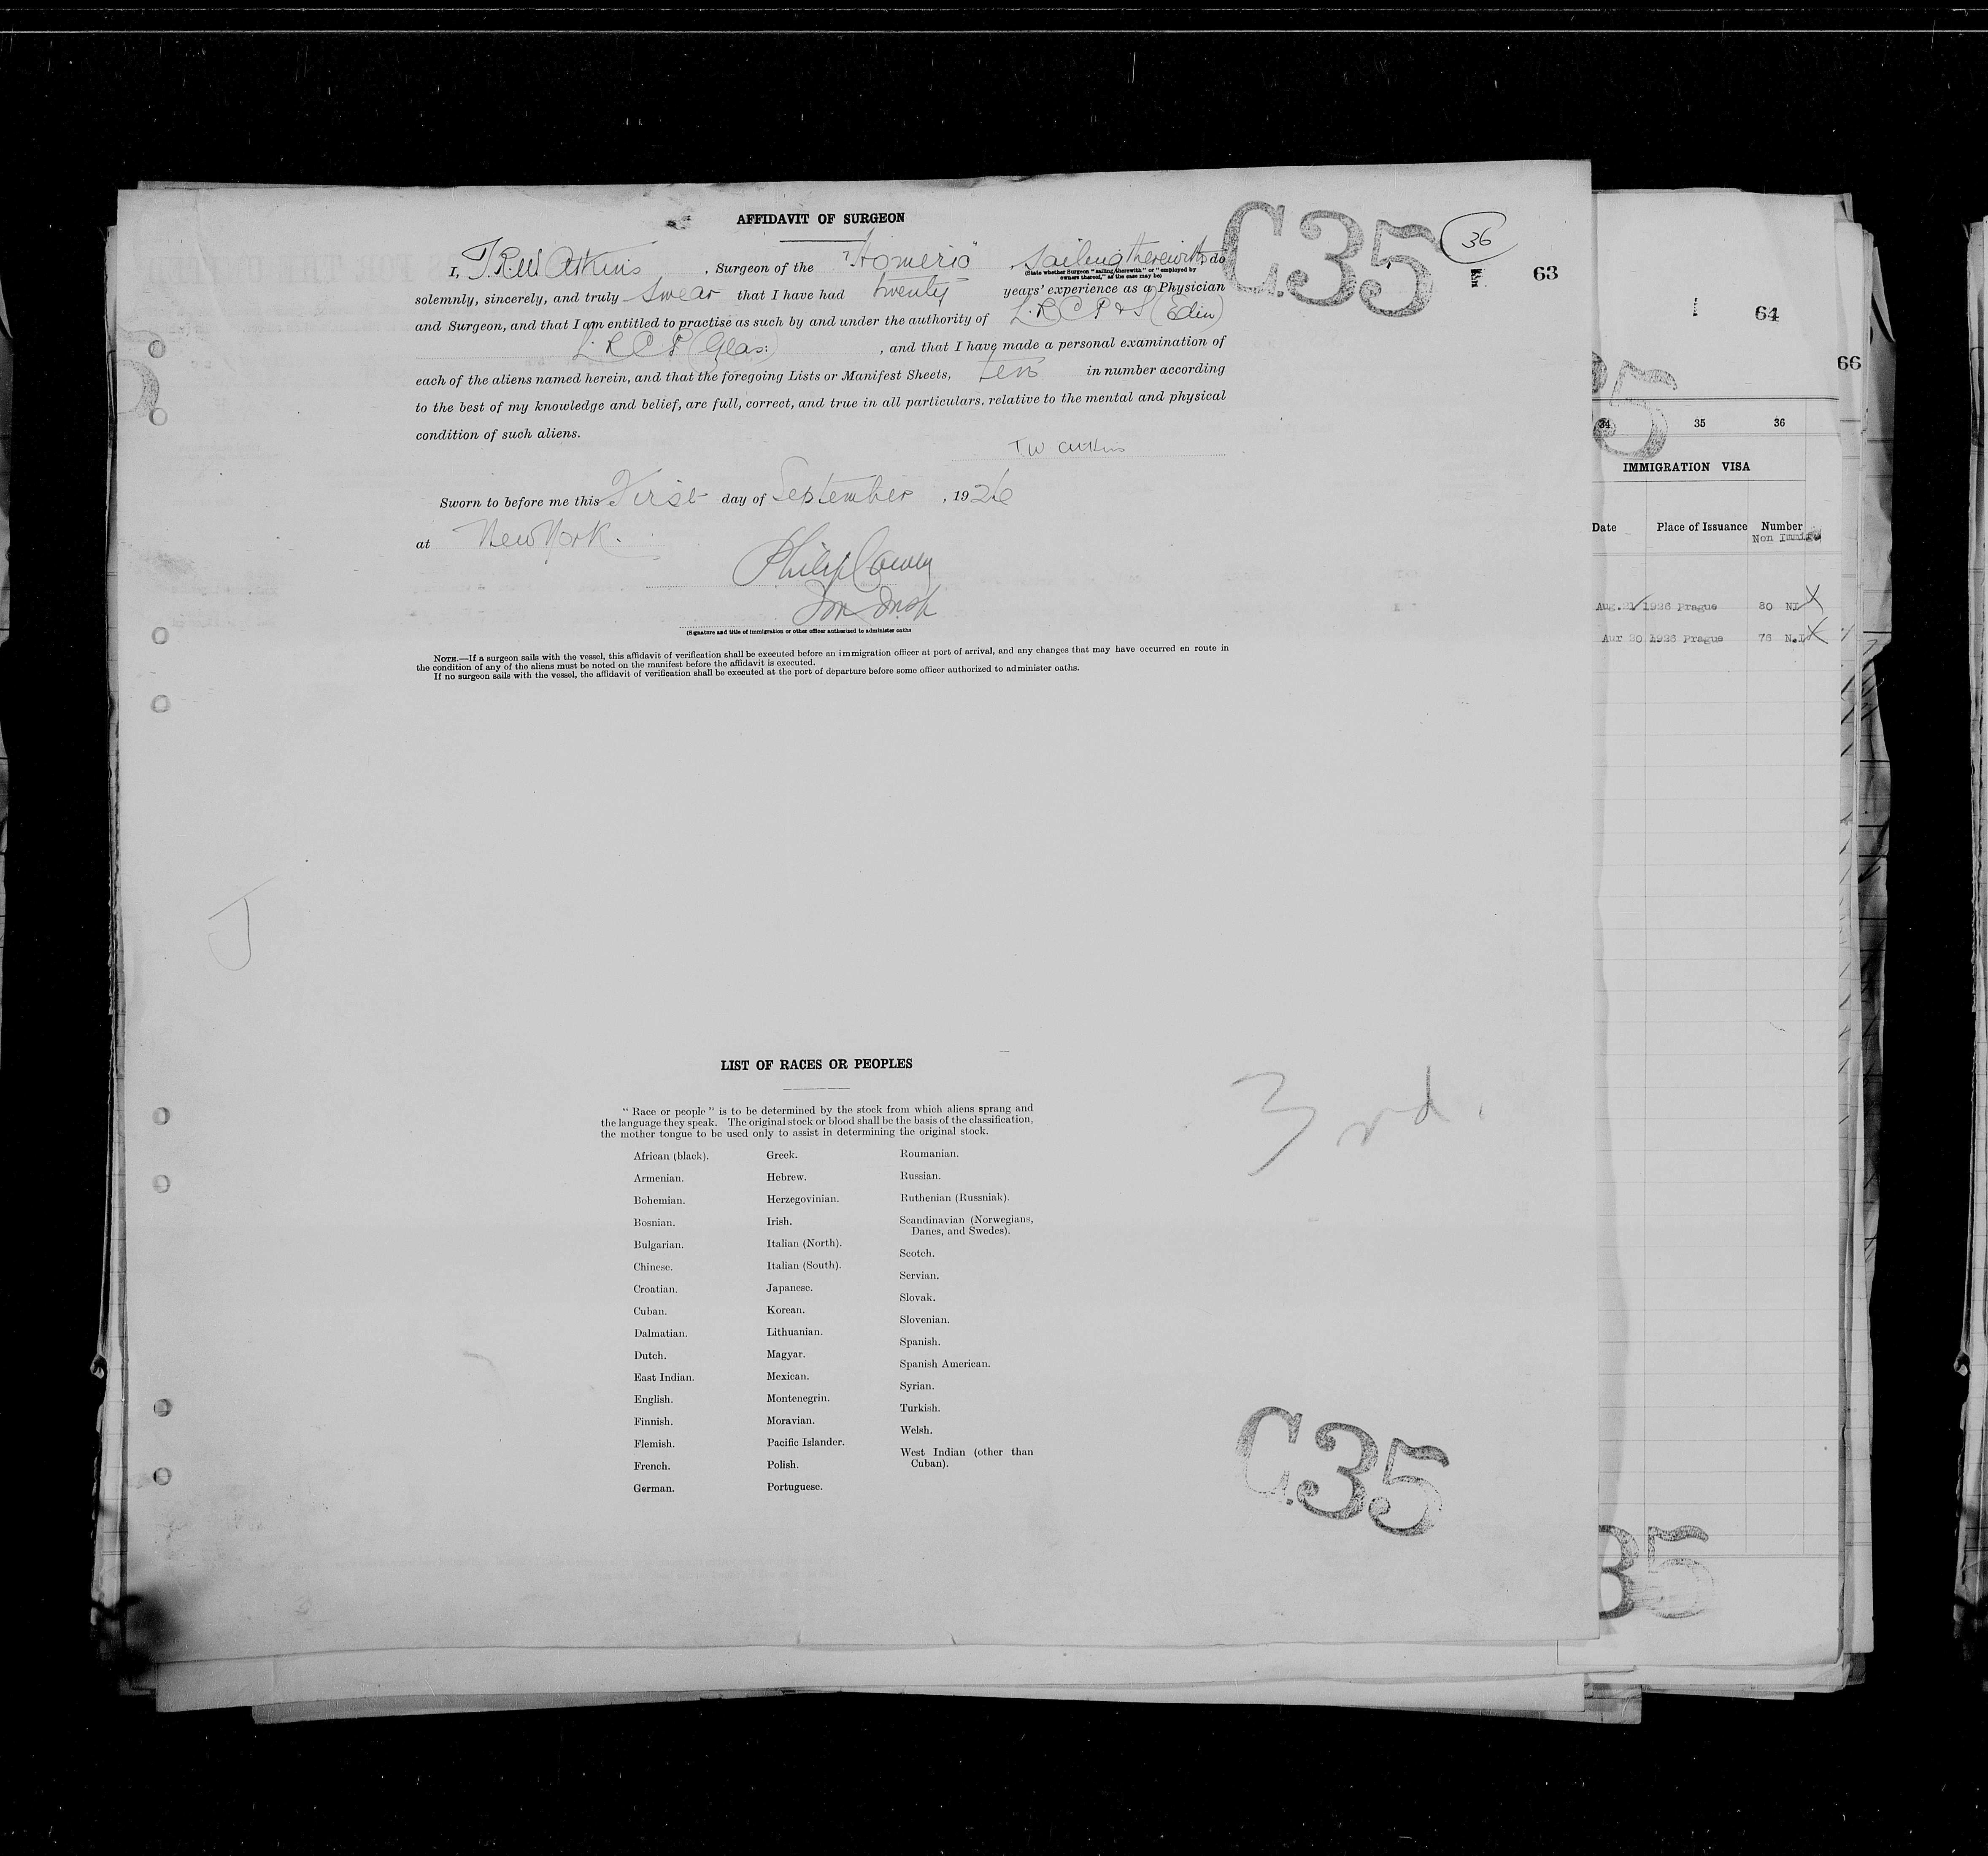 AFFIDAVIT OF SURGEON
C.35
36
63
I, T.R.W. Atkins, Surgeon of the "Homeric" Sailing therewith, do
(State whether Surgeon "sailing therewith" or "employed by
owners thereof," as the case may be)
solemnly, sincerely, and truly swear that I have had twenty years' experience as a Physician
and Surgeon, and that I am entitled to practise as such by and under the authority of L.R.C.P & S (Edin)
L.R.C.P (Glas: , and that I have made a personal examination of
each of the aliens named herein, and that the foregoing Lists or Manifest Sheets, Ten in number according
to the best of my knowledge and belief, are full, correct, and true in all particulars, relative to the mental and physical
condition of such aliens.
T W Atkins
Sworn to before me this First day of September, 1926
at New York.
Philip Cowen
(Signature and title of immigration or other officer authorised to administer oaths
NOTE.—If a surgeon sails with the vessel, this affidavit of verification shall be executed before an immigration officer at port of arrival, and any changes that may have occurred en route in
the condition of any of the aliens must be noted on the manifest before the affidavit is executed.
If no surgeon sails with the vessel, the affidavit of verification shall be executed at the port of departure before some officer authorized to administer oaths.
J
LIST OF RACES OR PEOPLES
"Race or people" is to be determined by the stock from which aliens sprang and
the language they speak. The original stock or blood shall be the basis of the classification,
the mother tongue to be used only to assist in determining the original stock.
African (black).
Armenian.
Bohemian.
Bosnian.
Bulgarian.
Chinese.
Croatian.
Cuban.
Dalmatian.
Dutch.
East Indian.
English.
Finnish.
Flemish.
French.
German.
Greek.
Hebrew.
Herzegovinian.
Irish.
Italian (North).
Italian (South).
Japanese.
Korean.
Lithuanian.
Magyar.
Mexican.
Montenegrin.
Moravian.
Pacific Islander.
Polish.
Portuguese.
Roumanian.
Russian.
Ruthenian (Russniak).
Scandinavian (Norwegians,
Danes, and Swedes).
Scotch.
Servian.
Slovak.
Slovenian.
Spanish.
Spanish American.
Syrian.
Turkish.
Welsh.
West Indian (other than
Cuban).
3rd.
C.35
64
66
34 35 36
IMMIGRATION VISA
Date Place of Issuance Number
Non Immig
Aug. 21 1926 Prague 80 NI
Aur 20 1926 Prague 76 N.I.
35